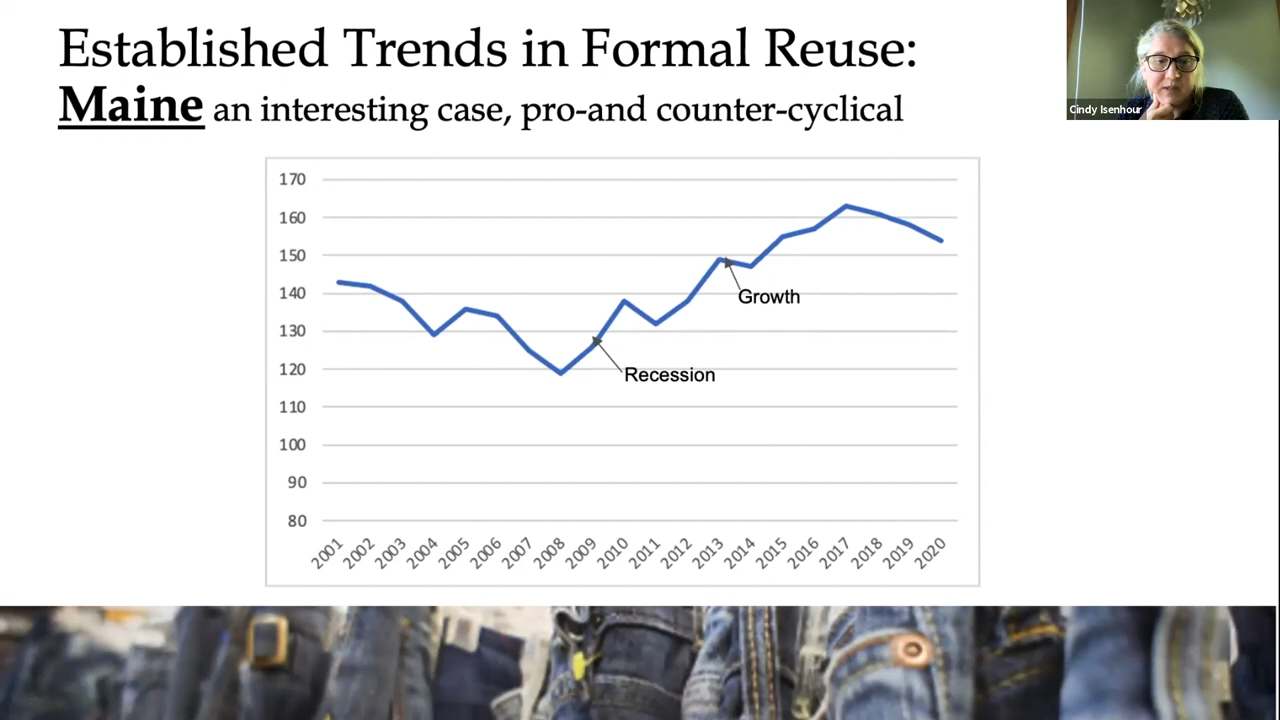 Established Trends in Formal Reuse:
Maine an interesting case, pro-and counter-cyclical
Cindy Isenhour
170
160
150
140
130
120
110
100
90
80
Growth
Recession
2001 2002 2003 2004 2005 2006 2007 2008 2009 2010 2011 2012 2013 2014 2015 2016 2017 2018 2019 2020